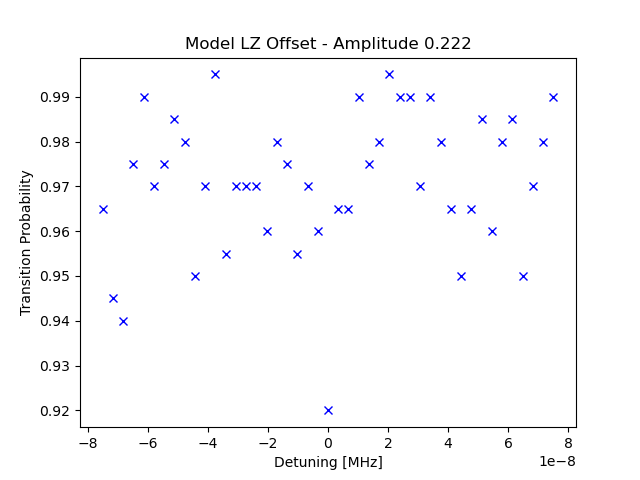 Model LZ Offset - Amplitude 0.222
Transition Probability
0.99
0.98
0.97
0.96
0.95
0.94
0.93
0.92
−8 −6 −4 −2 0 2 4 6 8
1e−8
Detuning [MHz]